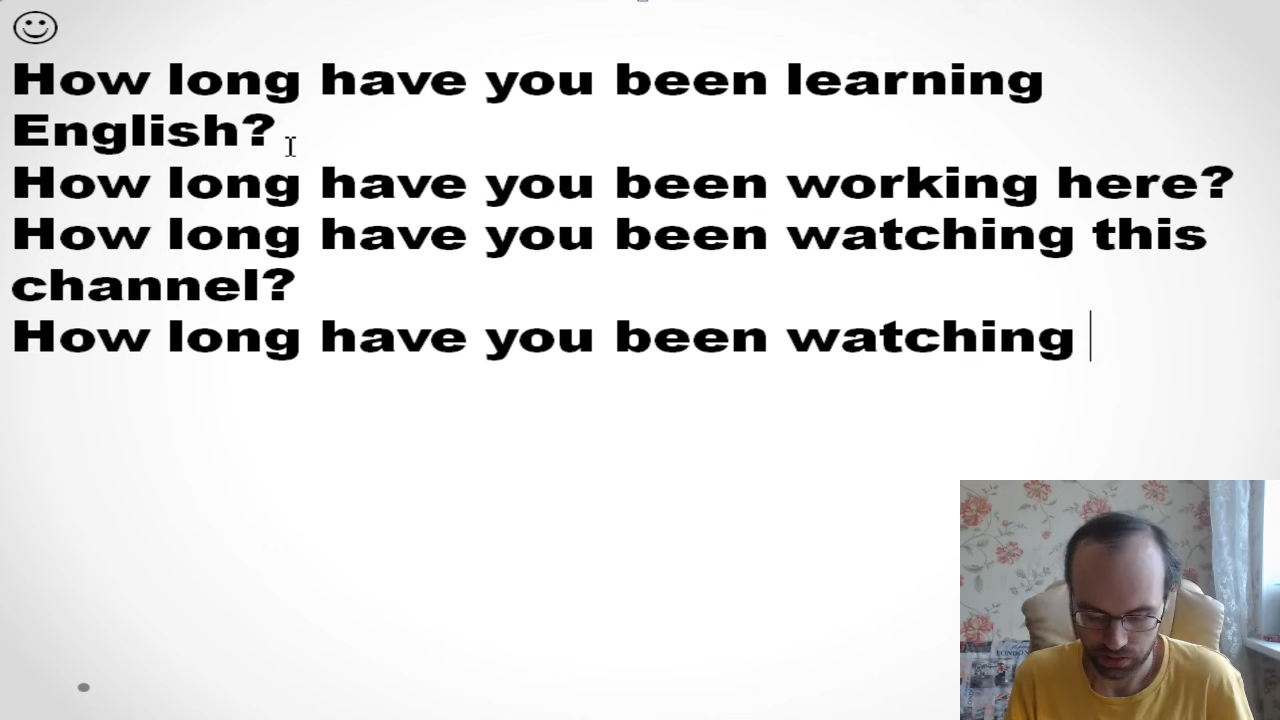 How long have you been learning
English?
How long have you been working here?
How long have you been watching this
channel?
How long have you been watching
LONDON